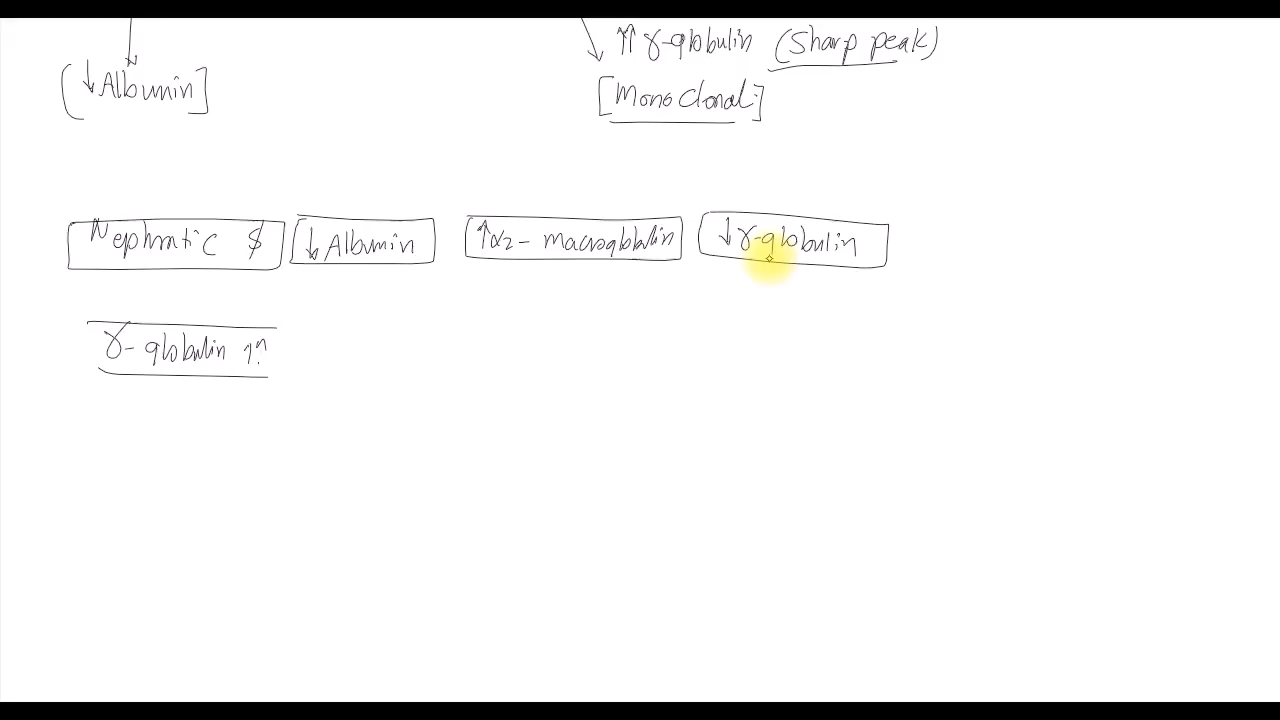 ↑↑ γ-globulin (Sharp peak)
(↓ Albumin]
[Monoclonal]
Nephrotic $ ↓ Albumin ↑α2 - macroglobulin ↓ γ-globulin
γ- globulin ↑n